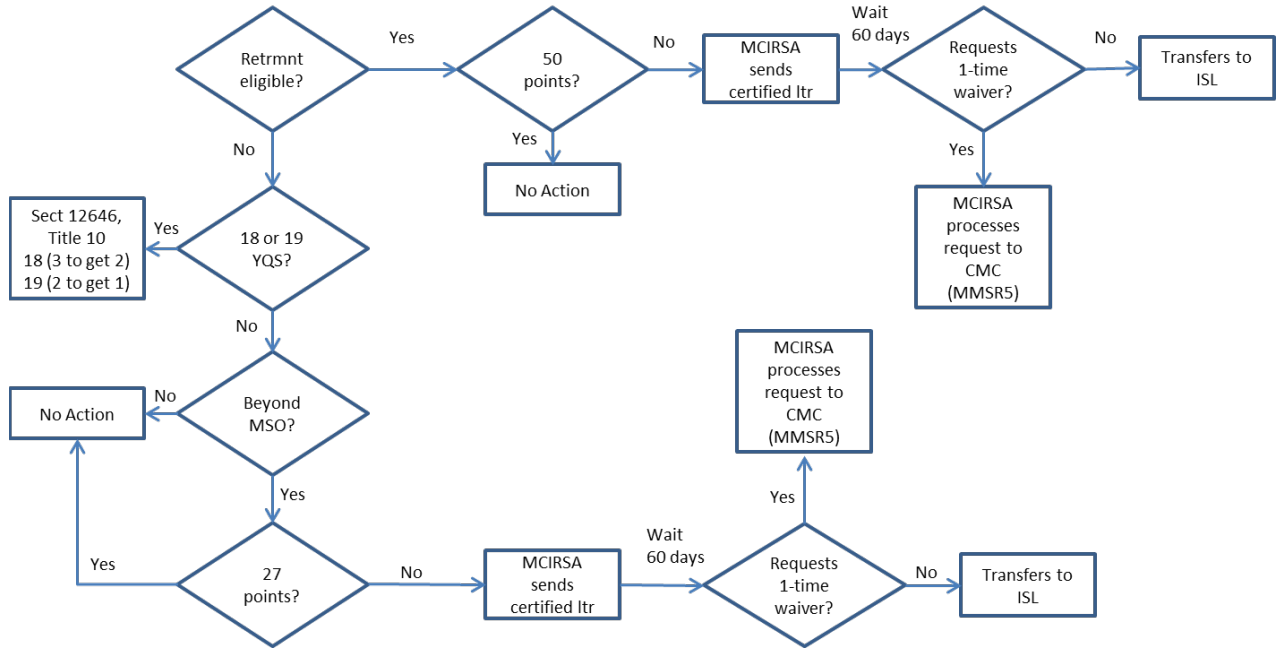 Retrmnt
eligible?
Yes
50
points?
No
MCIRSA
sends
certified ltr
Wait
60 days
Requests
1-time
waiver?
No
Transfers to
ISL
Yes
No Action
Yes
MCIRSA
processes
request to
CMC
(MMSR5)
No
18 or 19
YQS?
Yes
Sect 12646,
Title 10
18 (3 to get 2)
19 (2 to get 1)
No
Beyond
MSO?
No
No Action
Yes
27
points?
Yes
No
MCIRSA
sends
certified ltr
Wait
60 days
Requests
1-time
waiver?
Yes
MCIRSA
processes
request to
CMC
(MMSR5)
No
Transfers to
ISL